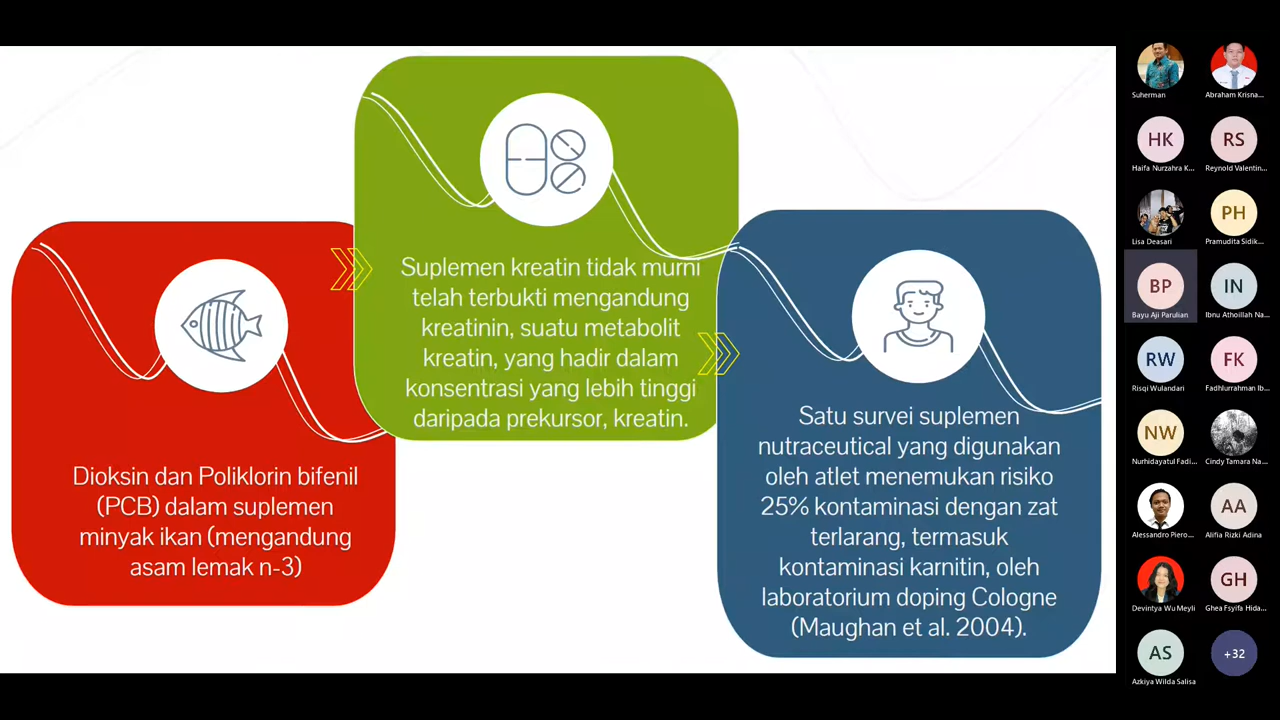 Dioksin dan Poliklorin bifenil
(PCB) dalam suplemen
minyak ikan (mengandung
asam lemak n-3)
Suplemen kreatin tidak murni
telah terbukti mengandung
kreatinin, suatu metabolit
kreatin, yang hadir dalam
konsentrasi yang lebih tinggi
daripada prekursor, kreatin.
Satu survei suplemen
nutraceutical yang digunakan
oleh atlet menemukan risiko
25% kontaminasi dengan zat
terlarang, termasuk
kontaminasi karnitin, oleh
laboratorium doping Cologne
(Maughan et al. 2004).
Suherman
Abraham Krisna...
HK
Haifa Nurzahra K...
RS
Reynold Valentin...
Lisa Deasari
PH
Pramudita Sidik...
BP
Bayu Aji Parulian
IN
Ibnu Athoillah Na...
RW
Risqi Wulandari
FK
Fadhlurrahman Ib...
NW
Nurhidayatul Fadi...
Cindy Tamara Na...
Alessandro Piero...
AA
Alifia Rizki Adina
Devintya Wu Meyli
GH
Ghea Fsyifa Hida...
AS
Azkiya Wilda Salisa
+32